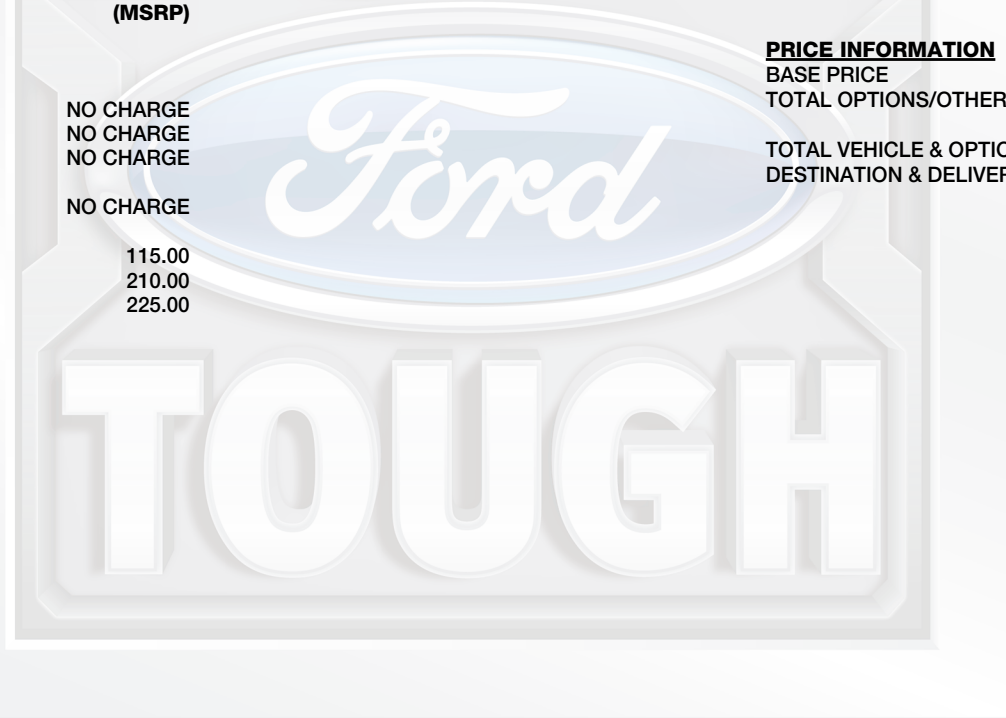 (MSRP)
NO CHARGE
NO CHARGE
NO CHARGE
NO CHARGE
115.00
210.00
225.00
PRICE INFORMATION
BASE PRICE
TOTAL OPTIONS/OTHER
TOTAL VEHICLE & OPTIO
DESTINATION & DELIVER
Ford
TOUGH